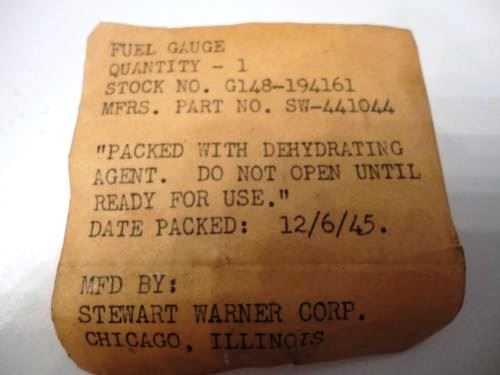 FUEL GAUGE
QUANTITY - 1
STOCK NO. G148-194161
MFRS. PART NO. SW-441044
"PACKED WITH DEHYDRATING
AGENT. DO NOT OPEN UNTIL
READY FOR USE."
DATE PACKED: 12/6/45.
MFD BY:
STEWART WARNER CORP.
CHICAGO, ILLINOIS